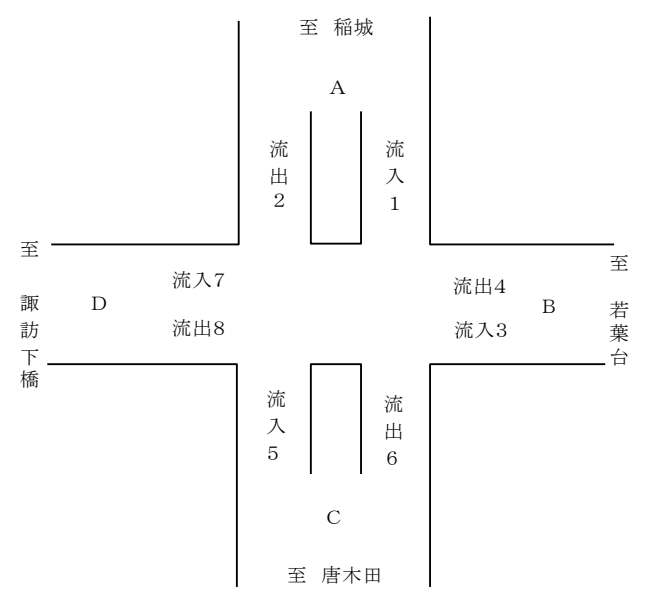 至 稲城
A
流出2
流入1
至 諏訪下橋
D
流入7
流出8
流出4
流入3
B
至 若葉台
流入5
流出6
C
至 唐木田